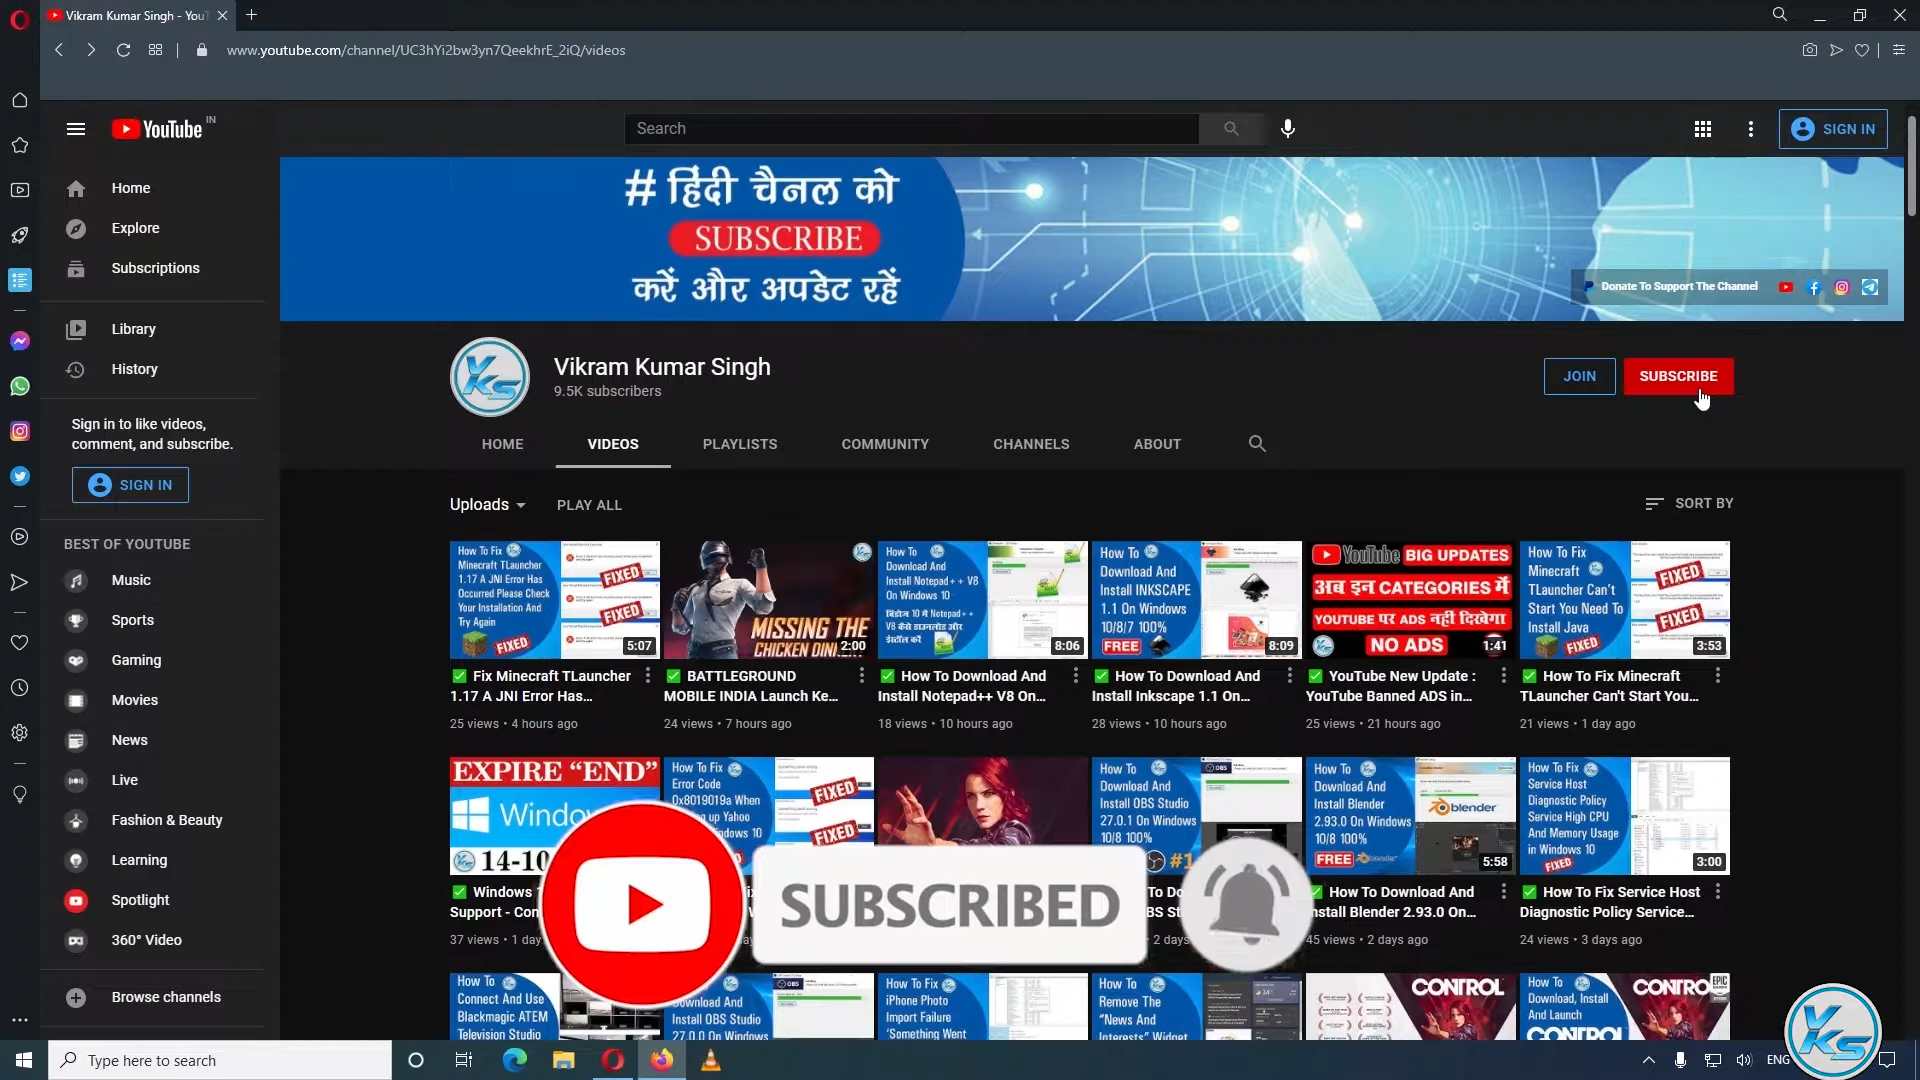 Vikram Kumar Singh - YouT
www.youtube.com/channel/UC3hYi2bw3yn7QeekhrE_2iQ/videos
YouTube IN
Search
SIGN IN
Home
Explore
Subscriptions
Library
History
Sign in to like videos,
comment, and subscribe.
SIGN IN
BEST OF YOUTUBE
Music
Sports
Gaming
Movies
News
Live
Fashion & Beauty
Learning
Spotlight
360° Video
Browse channels
# हिंदी चैनल को
SUBSCRIBE
करें और अपडेट रहें
Donate To Support The Channel
YKS
Vikram Kumar Singh
9.5K subscribers
JOIN
SUBSCRIBE
HOME
VIDEOS
PLAYLISTS
COMMUNITY
CHANNELS
ABOUT
Uploads
PLAY ALL
SORT BY
How To Fix
Minecraft TLauncher
1.17 A JNI Error Has
Occurred Please Check
Your Installation And
Try Again
FIXED
FIXED
FIXED
5:07
Fix Minecraft TLauncher
1.17 A JNI Error Has...
25 views • 4 hours ago
MISSING THE
CHICKEN DIN
2:00
BATTLEGROUND
MOBILE INDIA Launch Ke...
24 views • 7 hours ago
How To
Download And
Install Notepad++ V8
On Windows 10
विंडोज 10 में Notepad++
V8 कैसे डाउनलोड और
इंस्टॉल करें
8:06
How To Download And
Install Notepad++ V8 On...
18 views • 10 hours ago
How To
Download And
Install INKSCAPE
1.1 On Windows
10/8/7 100%
FREE
8:09
How To Download And
Install Inkscape 1.1 On...
28 views • 10 hours ago
YouTube BIG UPDATES
अब इन CATEGORIES में
YOUTUBE पर ADS नहीं दिखेगा
NO ADS
1:41
YouTube New Update :
YouTube Banned ADS in...
25 views • 21 hours ago
How To Fix
Minecraft
TLauncher Can't
Start You Need To
Install Java
FIXED
FIXED
FIXED
3:53
How To Fix Minecraft
TLauncher Can't Start You...
21 views • 1 day ago
EXPIRE “END”
Windo
14-10
Windows 1
Support - Con
37 views • 1 day
How To Fix
Error Code
0x8019019a When
up Yahoo
indows 10
FIXED
FIXED
How To
Download And
Install OBS Studio
27.0.1 On Windows
10/8 100%
#1
OBS
To Do
BS St
2 days
How To
Download And
Install Blender
2.93.0 On Windows
10/8 100%
FREE
blender
blender
5:58
How To Download And
nstall Blender 2.93.0 On...
45 views • 2 days ago
How To Fix
Service Host
Diagnostic Policy
Service High CPU
And Memory Usage
in Windows 10
FIXED
3:00
How To Fix Service Host
Diagnostic Policy Service...
24 views • 3 days ago
SUBSCRIBED
How To
Connect And Use
Blackmagic ATEM
Television Studio
Download And
Install OBS Studio
27.0.0 On Windows
OBS
How To Fix
iPhone Photo
Import Failure
'Something Went
How To
Remove The
"News And
Interests" Widget
CONTROL
How To
Download, Install
And Launch
CONTROL
CONTRO
EPIC
GAMES
YKS
Type here to search
ENG